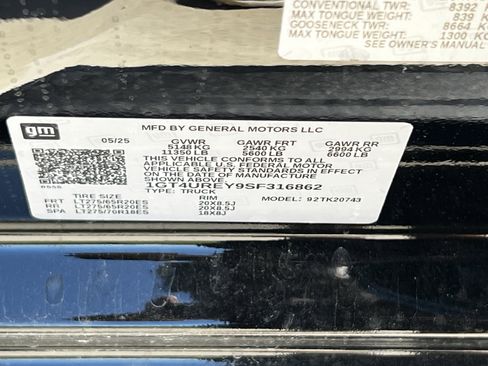 CONVENTIONAL TWR: 8392 K
MAX TONGUE WEIGHT: 839 K
GOOSENECK TWR: 8664 K
MAX TONGUE WEIGHT: 1300 K
SEE OWNER'S MANUAL
gm
MFD BY GENERAL MOTORS LLC
05/25 GVWR GAWR FRT GAWR RR
5148 KG 2540 KG 2994 KG
11350 LB 5600 LB 6600 LB
THIS VEHICLE CONFORMS TO ALL
APPLICABLE U.S. FEDERAL MOTOR
VEHICLE SAFETY STANDARDS IN EFFECT
ON THE DATE OF MANUFACTURE
SHOWN ABOVE.
1GT4UREY9SF316862
TYPE: TRUCK MODEL: 92TK20743
TIRE SIZE RIM
FRT LT275/65R20ES 20X8.5J
RR LT275/65R20ES 20X8.5J
SPA LT275/70R18ES 18X8J